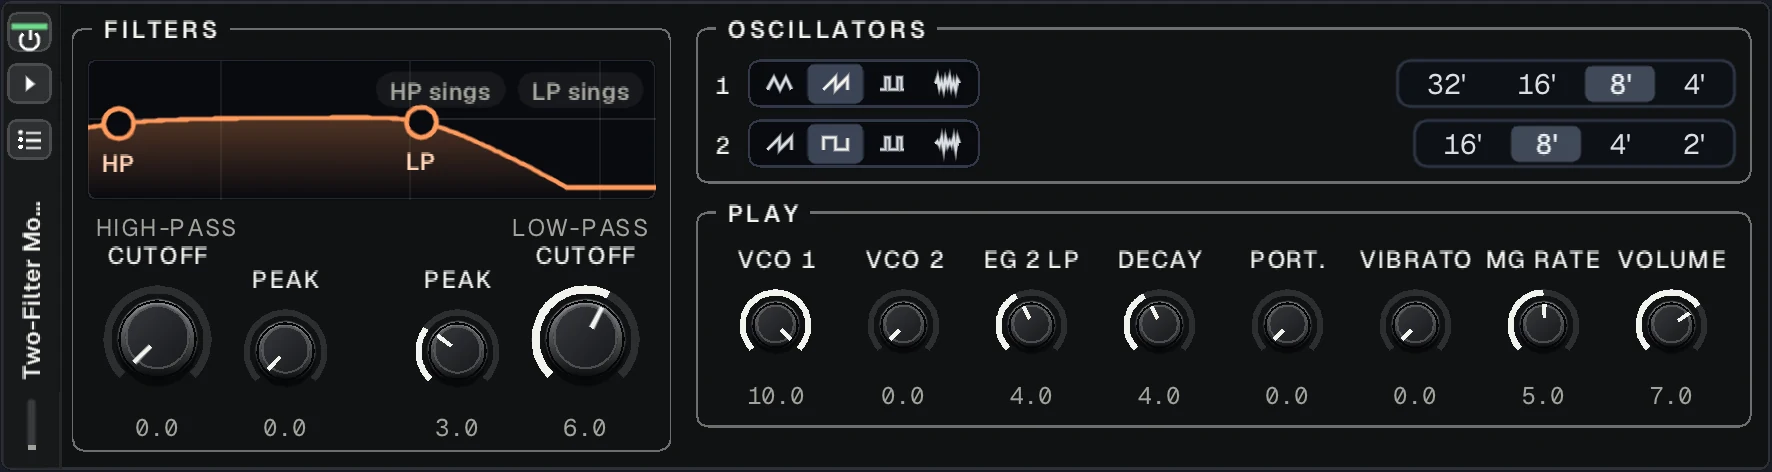 Two-Filter Mo...
FILTERS
HP sings
LP sings
HP
LP
HIGH-PASS
CUTOFF
PEAK
PEAK
LOW-PASS
CUTOFF
0.0
0.0
3.0
6.0
OSCILLATORS
1
32' 16' 8' 4'
2
16' 8' 4' 2'
PLAY
VCO 1 VCO 2 EG 2 LP DECAY PORT. VIBRATO MG RATE VOLUME
10.0 0.0 4.0 4.0 0.0 0.0 5.0 7.0